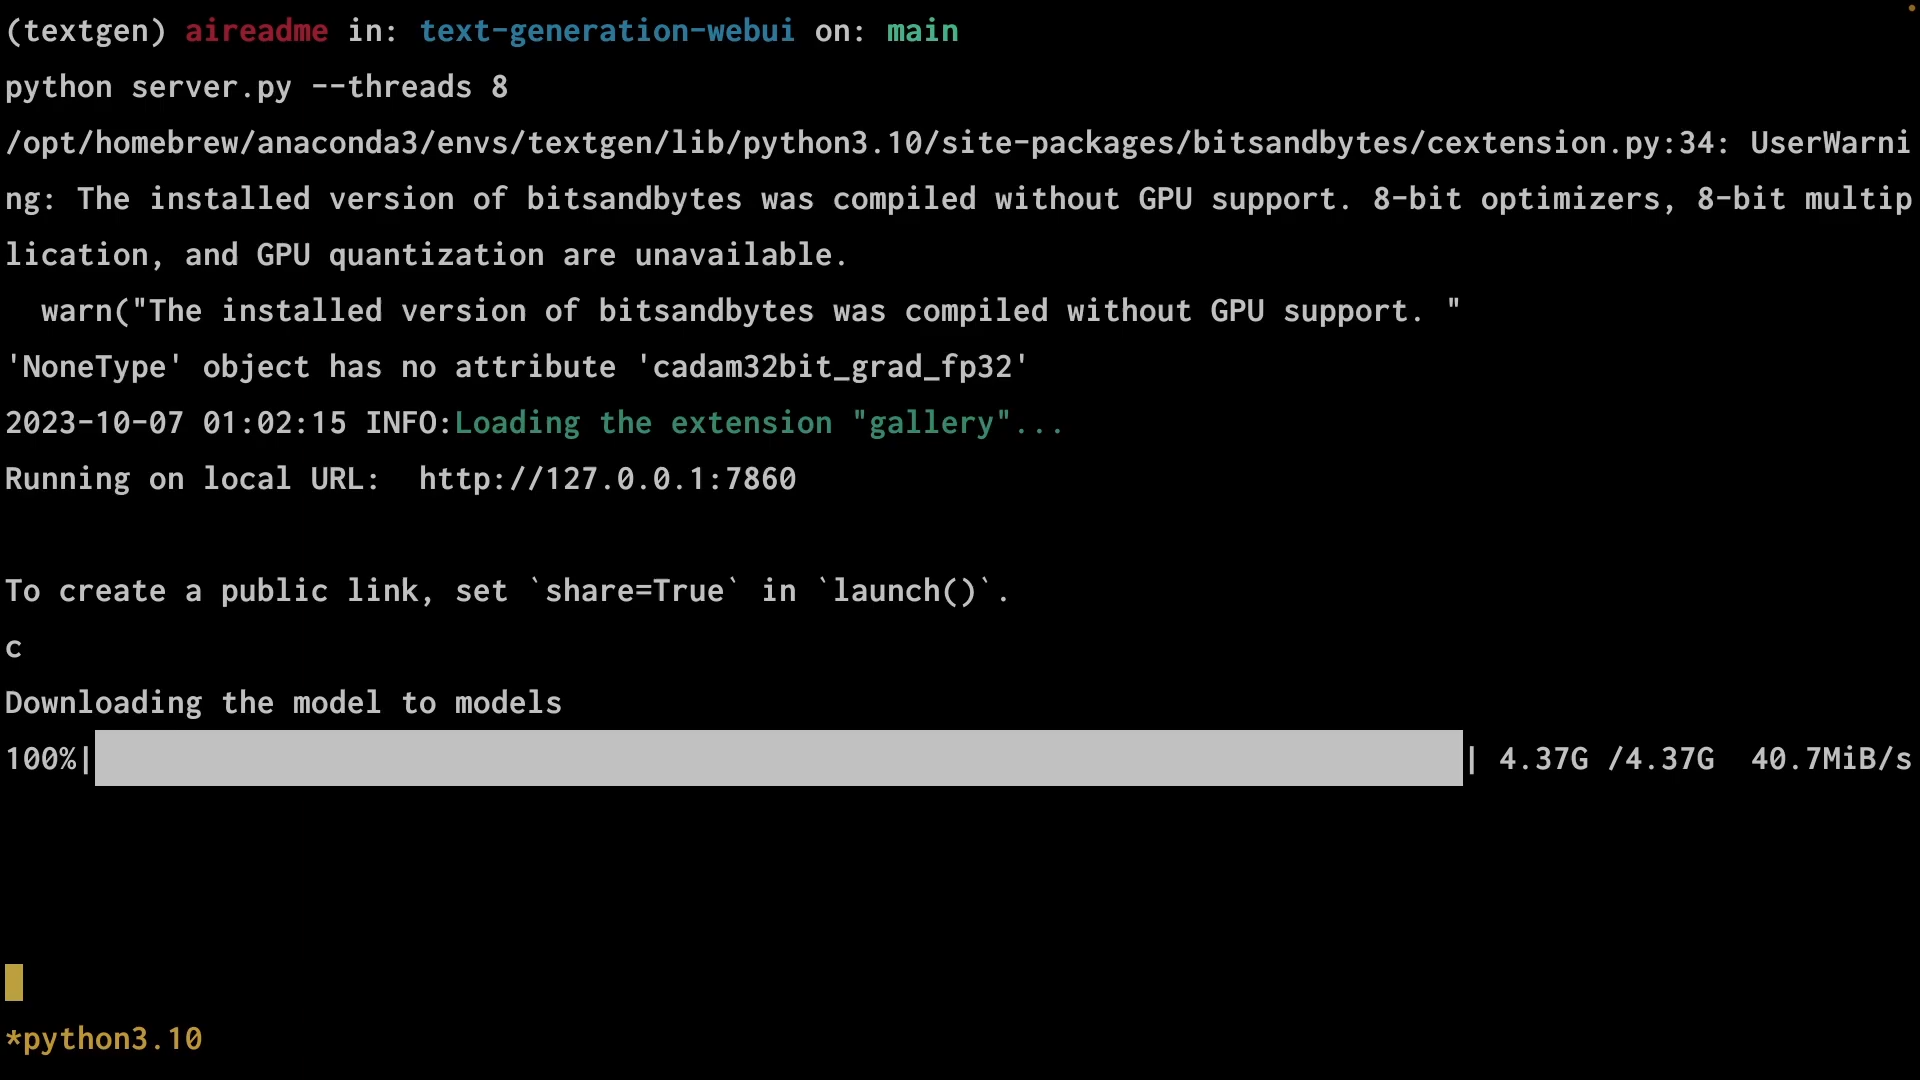 (textgen) aireadme in: text-generation-webui on: main
python server.py --threads 8
/opt/homebrew/anaconda3/envs/textgen/lib/python3.10/site-packages/bitsandbytes/cextension.py:34: UserWarni
ng: The installed version of bitsandbytes was compiled without GPU support. 8-bit optimizers, 8-bit multip
lication, and GPU quantization are unavailable.
  warn("The installed version of bitsandbytes was compiled without GPU support. "
'NoneType' object has no attribute 'cadam32bit_grad_fp32'
2023-10-07 01:02:15 INFO:Loading the extension "gallery"...
Running on local URL:  http://127.0.0.1:7860
To create a public link, set `share=True` in `launch()`.
c
Downloading the model to models
100%| | 4.37G /4.37G  40.7MiB/s
*python3.10